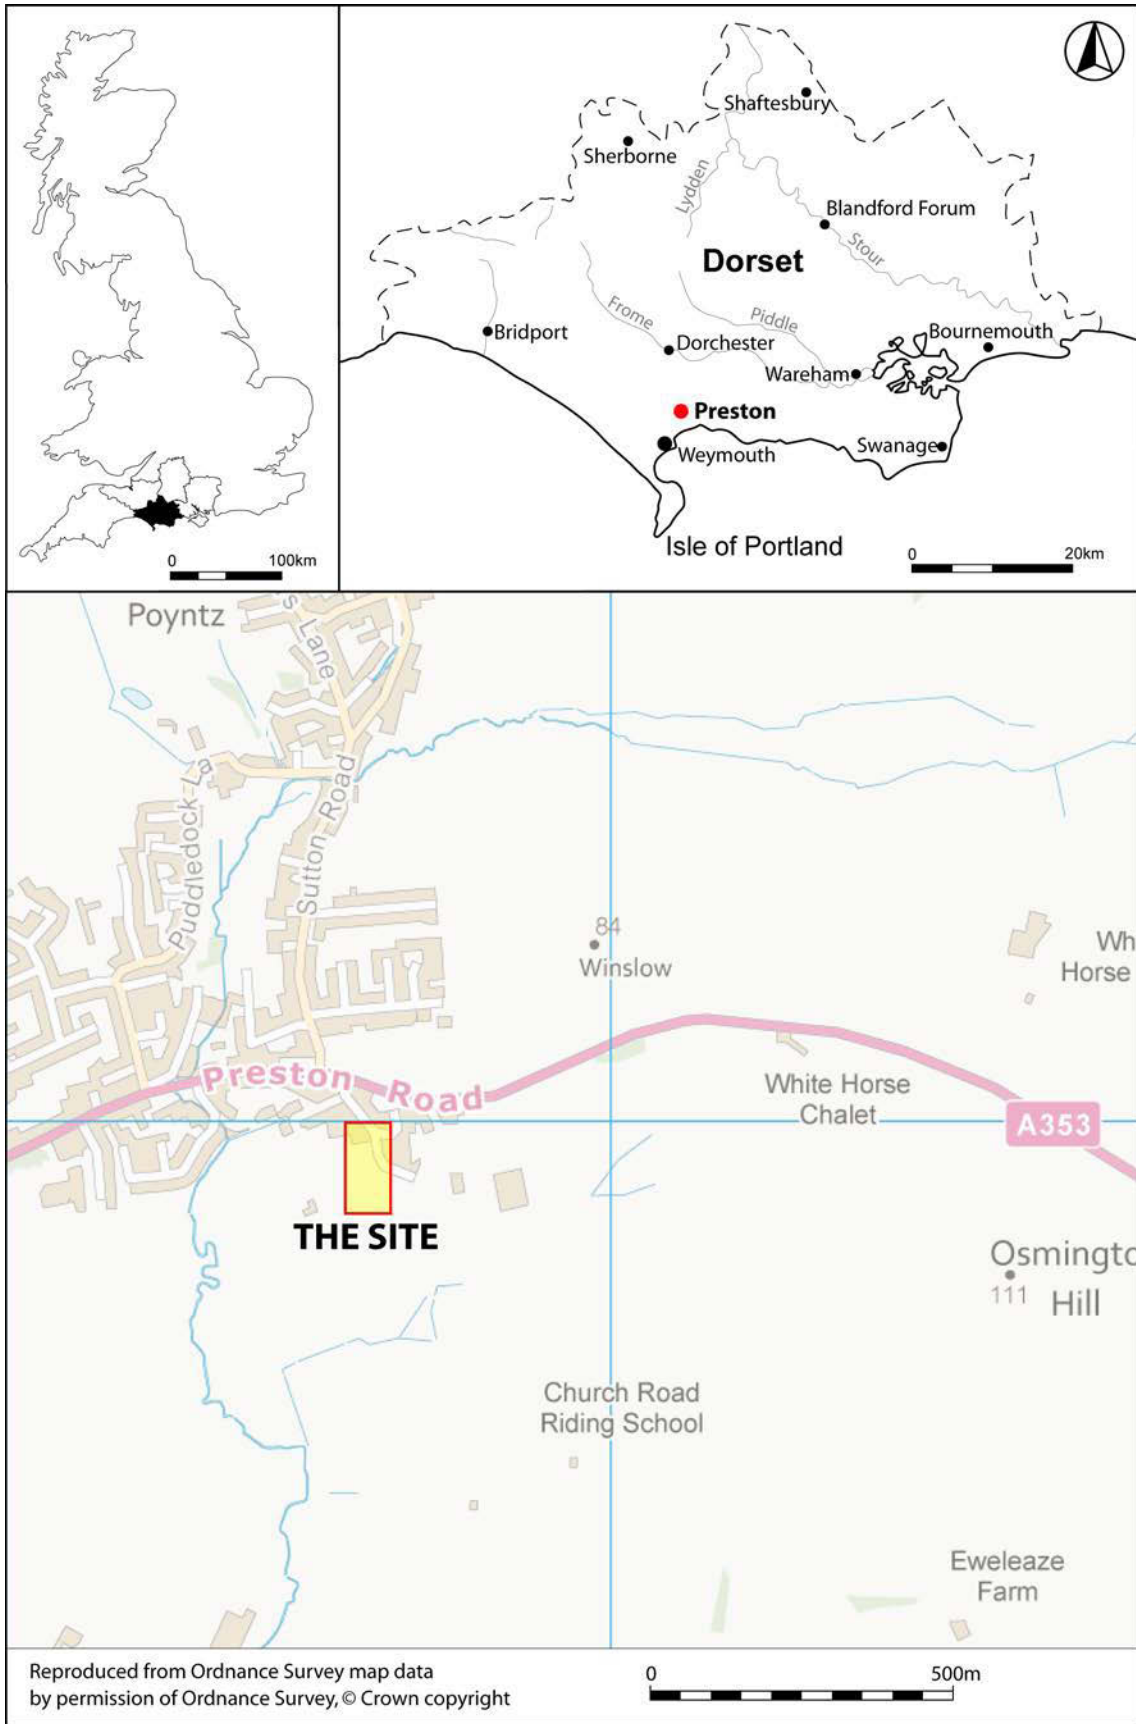 0
100km
Shaftesbury
Sherborne
Lydden
Blandford Forum
Stour
Dorset
Frome
Piddle
Bridport
Dorchester
Bournemouth
Wareham
Preston
Weymouth
Swanage
Isle of Portland
0
20km
Poyntz
s Lane
Puddledock La
Sutton Road
84
Winslow
Wh
Horse
Preston Road
White Horse
Chalet
A353
THE SITE
Osmingto
111
Hill
Church Road
Riding School
Eweleaze
Farm
Reproduced from Ordnance Survey map data
by permission of Ordnance Survey, © Crown copyright
0
500m